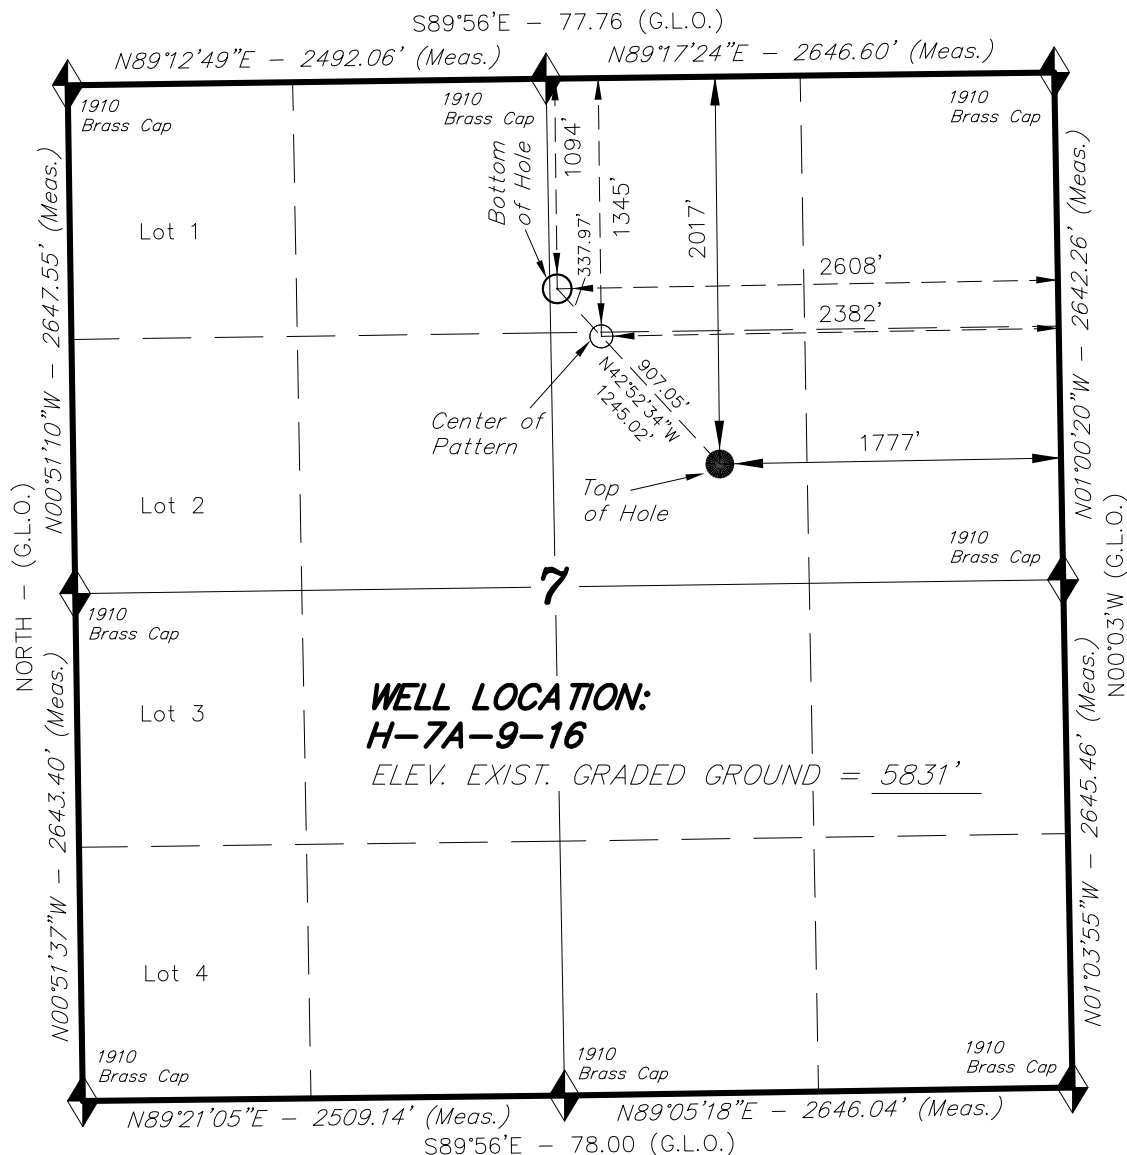 S89°56'E – 77.76 (G.L.O.)
N89°12'49"E – 2492.06' (Meas.)
N89°17'24"E – 2646.60' (Meas.)
1910
Brass Cap
1910
Brass Cap
1910
Brass Cap
N00°51'10"W – 2647.55' (Meas.)
Lot 1
Bottom
of Hole
1094'
337.97'
1345'
2017'
2608'
2382'
N01°00'20"W – 2642.26' (Meas.)
Center of
Pattern
907.05'
N42°52'34"W
1245.02'
1777'
Top
of Hole
Lot 2
NORTH – (G.L.O.)
N00°03'W (G.L.O.)
1910
Brass Cap
7
1910
Brass Cap
WELL LOCATION:
H–7A–9–16
ELEV. EXIST. GRADED GROUND = 5831'
Lot 3
N00°51'37"W – 2643.40' (Meas.)
N01°03'55"W – 2645.46' (Meas.)
Lot 4
1910
Brass Cap
1910
Brass Cap
1910
Brass Cap
N89°21'05"E – 2509.14' (Meas.)
N89°05'18"E – 2646.04' (Meas.)
S89°56'E – 78.00 (G.L.O.)